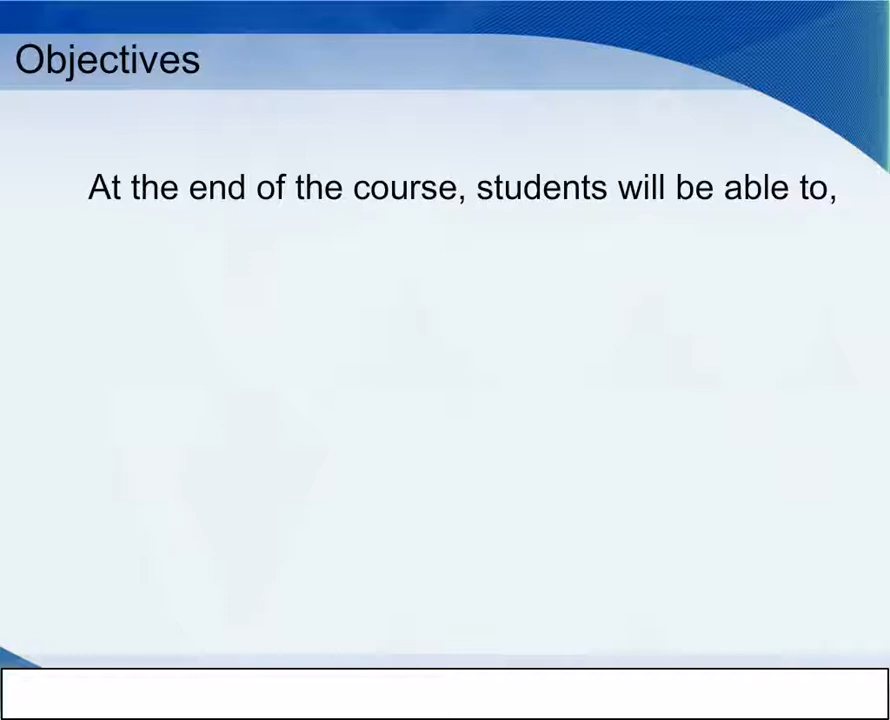 Objectives
At the end of the course, students will be able to,